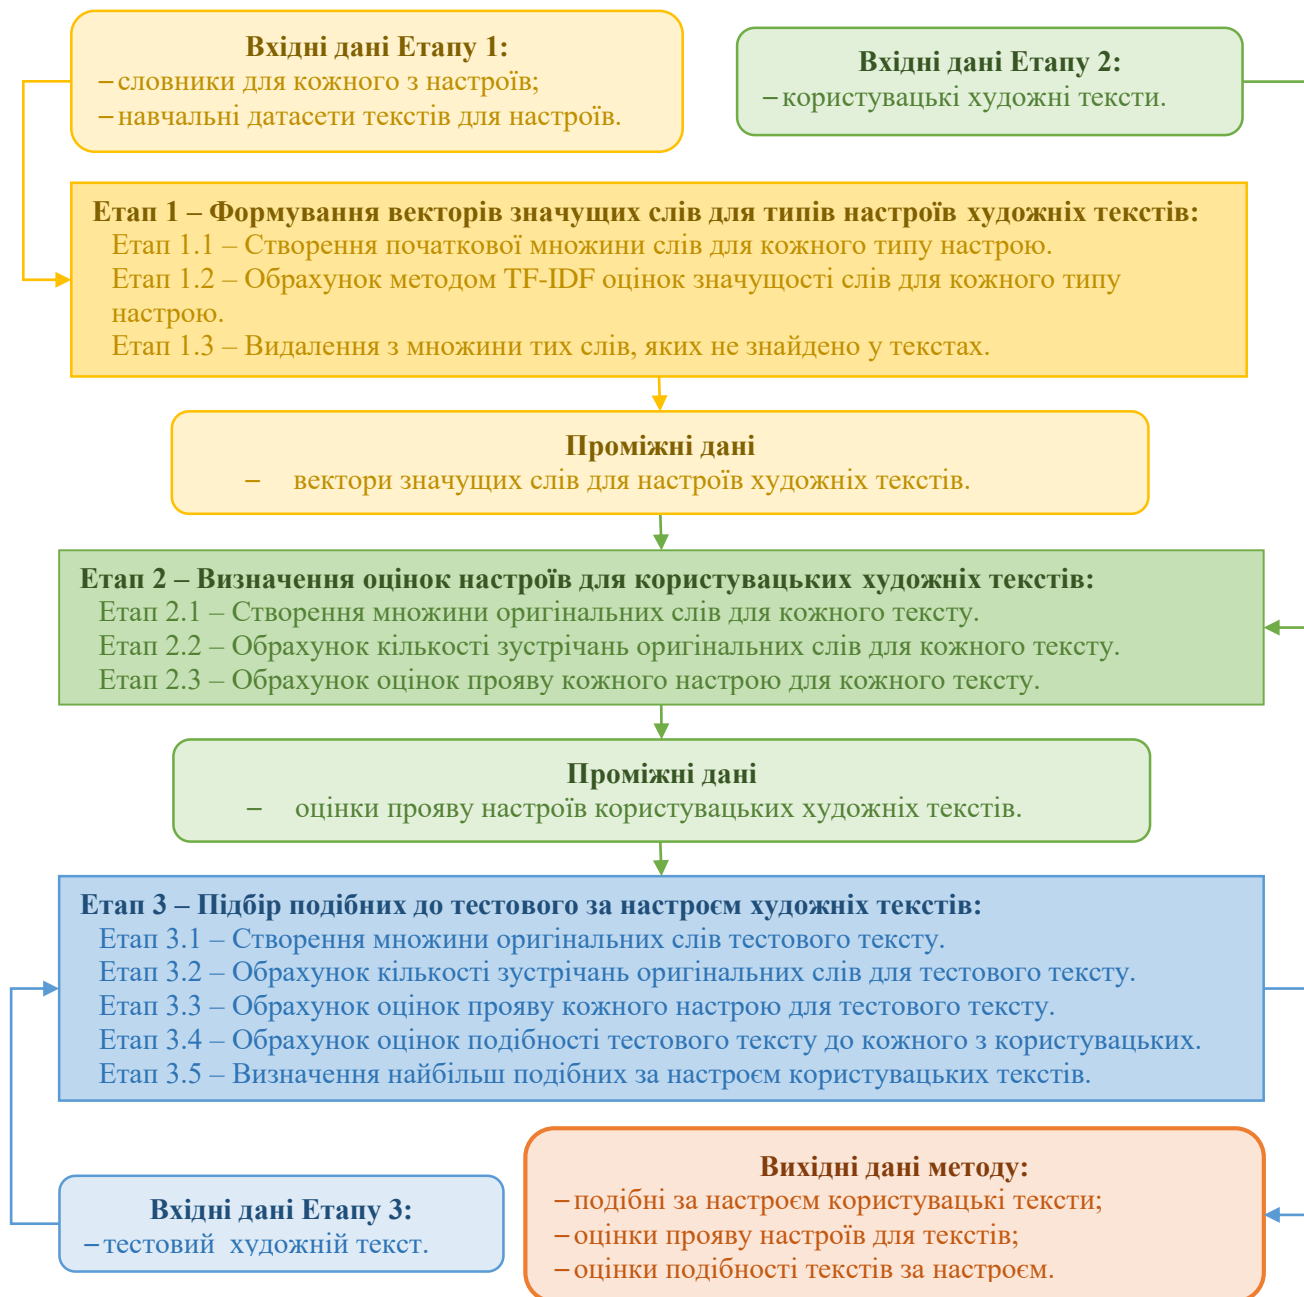 Вхідні дані Етапу 1:
– словники для кожного з настроїв;
– навчальні датасети текстів для настроїв.
Вхідні дані Етапу 2:
– користувацькі художні тексти.
Етап 1 – Формування векторів значущих слів для типів настроїв художніх текстів:
Етап 1.1 – Створення початкової множини слів для кожного типу настрою.
Етап 1.2 – Обрахунок методом TF-IDF оцінок значущості слів для кожного типу
настрою.
Етап 1.3 – Видалення з множини тих слів, яких не знайдено у текстах.
Проміжні дані
– вектори значущих слів для настроїв художніх текстів.
Етап 2 – Визначення оцінок настроїв для користувацьких художніх текстів:
Етап 2.1 – Створення множини оригінальних слів для кожного тексту.
Етап 2.2 – Обрахунок кількості зустрічань оригінальних слів для кожного тексту.
Етап 2.3 – Обрахунок оцінок прояву кожного настрою для кожного тексту.
Проміжні дані
– оцінки прояву настроїв користувацьких художніх текстів.
Етап 3 – Підбір подібних до тестового за настроєм художніх текстів:
Етап 3.1 – Створення множини оригінальних слів тестового тексту.
Етап 3.2 – Обрахунок кількості зустрічань оригінальних слів для тестового тексту.
Етап 3.3 – Обрахунок оцінок прояву кожного настрою для тестового тексту.
Етап 3.4 – Обрахунок оцінок подібності тестового тексту до кожного з користувацьких.
Етап 3.5 – Визначення найбільш подібних за настроєм користувацьких текстів.
Вхідні дані Етапу 3:
– тестовий художній текст.
Вихідні дані методу:
– подібні за настроєм користувацькі тексти;
– оцінки прояву настроїв для текстів;
– оцінки подібності текстів за настроєм.